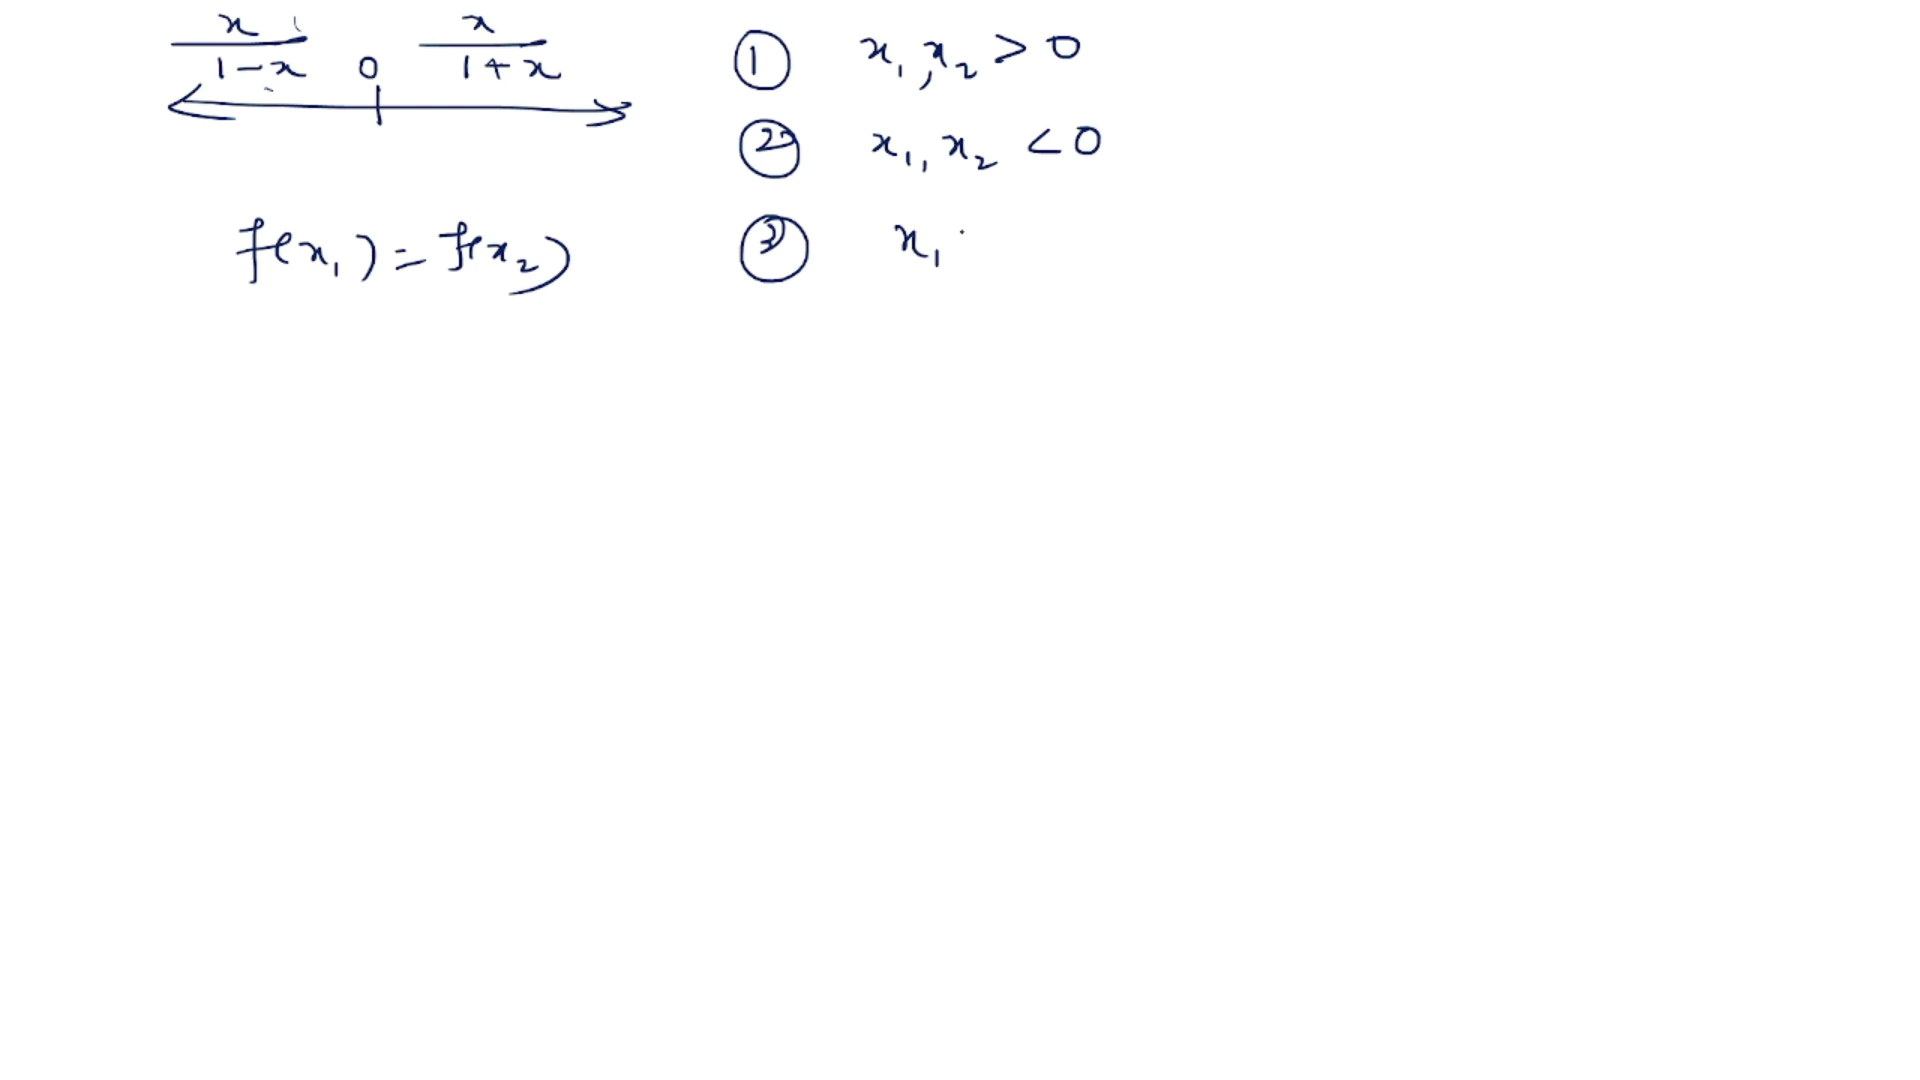 x/(1-x) 0 x/(1+x)
① x₁, x₂ > 0
② x₁, x₂ < 0
f(x₁) = f(x₂)
③ x₁